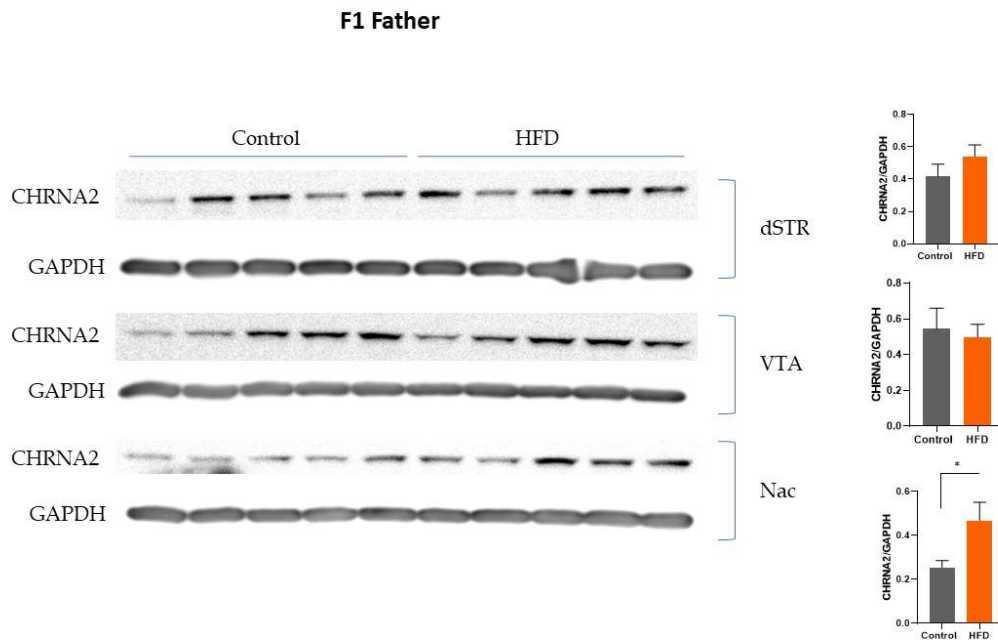 F1 Father
Control HFD
CHRNA2
GAPDH
dSTR
CHRNA2
GAPDH
VTA
CHRNA2
GAPDH
Nac
CHRNA2/GAPDH
0.8
0.6
0.4
0.2
0.0
Control HFD
CHRNA2/GAPDH
0.8
0.6
0.4
0.2
0.0
Control HFD
*
CHRNA2/GAPDH
0.6
0.4
0.2
0.0
Control HFD